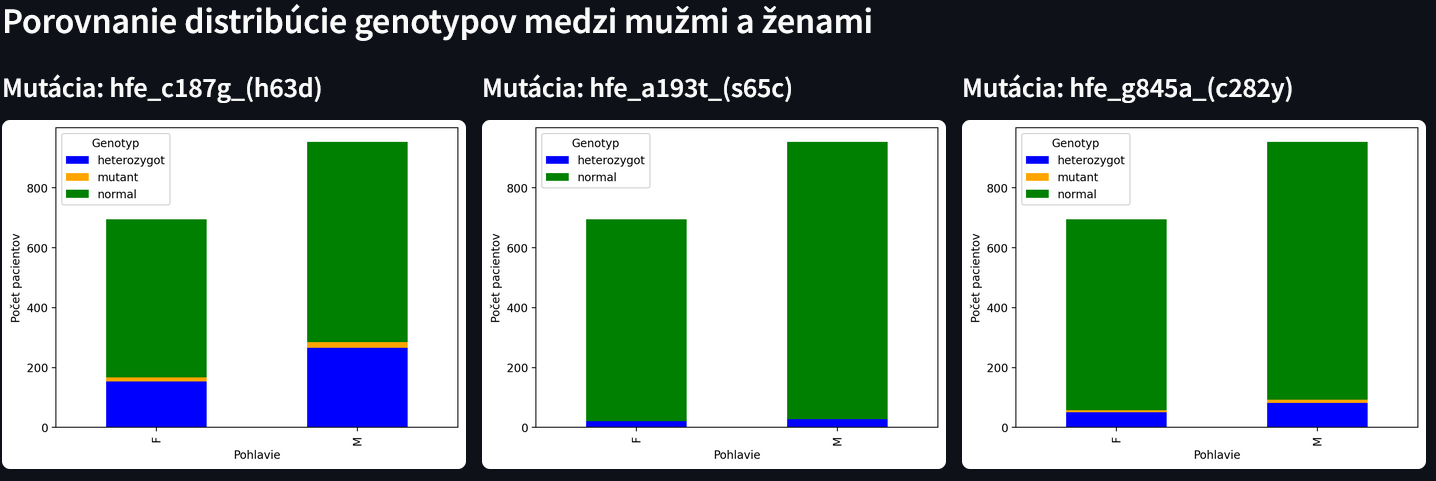 Porovnanie distribúcie genotypov medzi mužmi a ženami
Mutácia: hfe_c187g_(h63d)
Genotyp
heterozygot
mutant
normal
800
600
400
200
0
Počet pacientov
F
M
Pohlavie
Mutácia: hfe_a193t_(s65c)
Genotyp
heterozygot
normal
800
600
400
200
0
Počet pacientov
F
M
Pohlavie
Mutácia: hfe_g845a_(c282y)
Genotyp
heterozygot
mutant
normal
800
600
400
200
0
Počet pacientov
F
M
Pohlavie